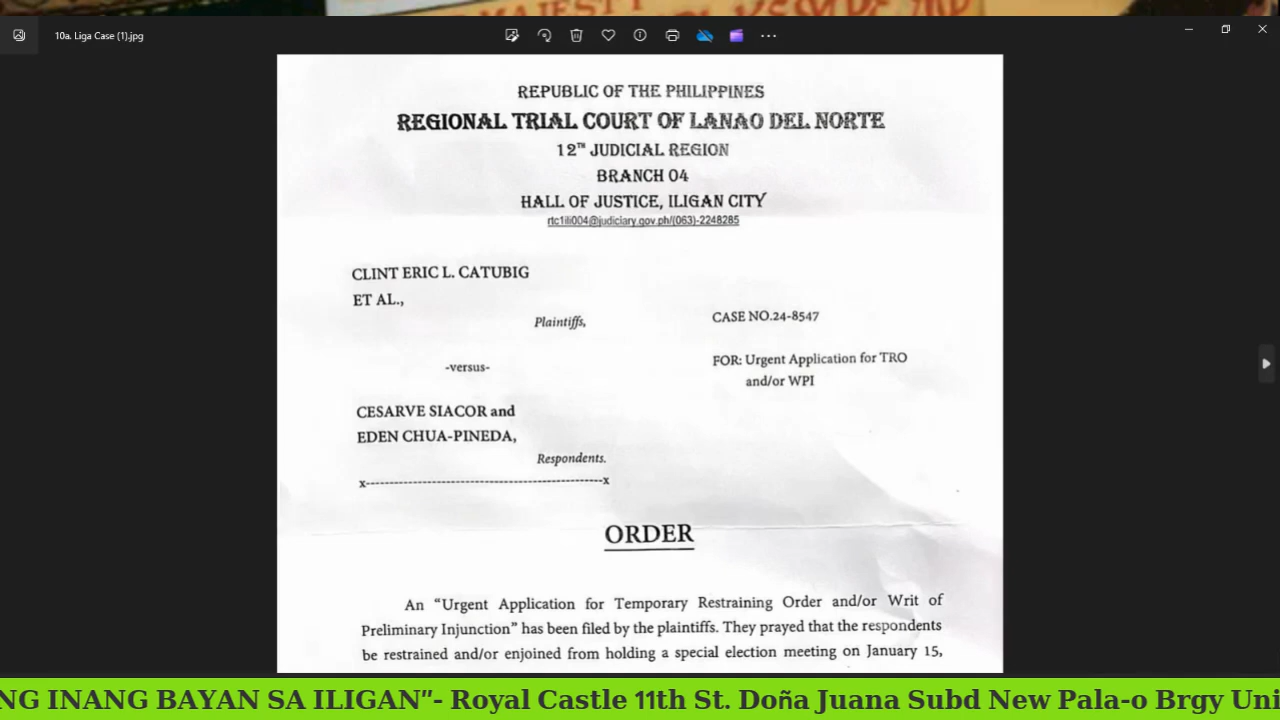 MAJESTY
10a. Liga Case (1).jpg
REPUBLIC OF THE PHILIPPINES
REGIONAL TRIAL COURT OF LANAO DEL NORTE
12TH JUDICIAL REGION
BRANCH 04
HALL OF JUSTICE, ILIGAN CITY
rtc1ili004@judiciary.gov.ph/(063)-2248285
CLINT ERIC L. CATUBIG
ET AL.,
Plaintiffs,
CASE NO.24-8547
-versus-
FOR: Urgent Application for TRO
and/or WPI
CESARVE SIACOR and
EDEN CHUA-PINEDA,
Respondents.
x--------------------------------------------------x
ORDER
An “Urgent Application for Temporary Restraining Order and/or Writ of
Preliminary Injunction” has been filed by the plaintiffs. They prayed that the respondents
be restrained and/or enjoined from holding a special election meeting on January 15,
NG INANG BAYAN SA ILIGAN"- Royal Castle 11th St. Doña Juana Subd New Pala-o Brgy Uni